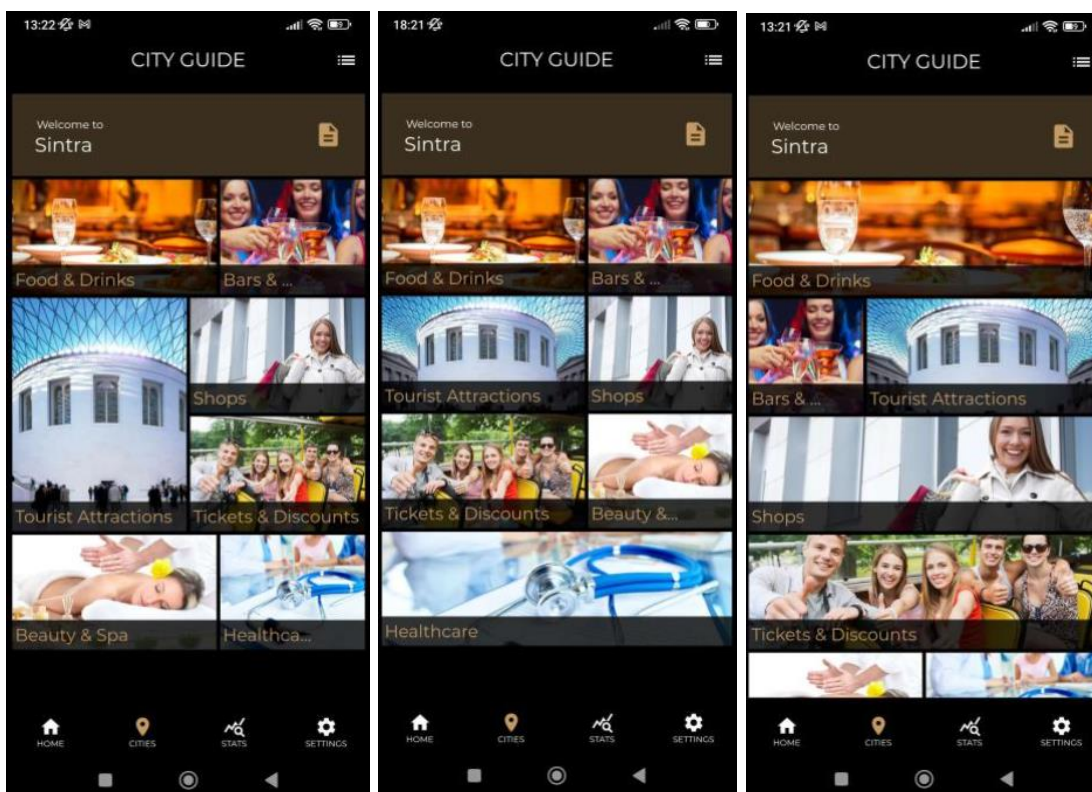 13:22
CITY GUIDE
Welcome to
Sintra
Food & Drinks
Bars & ...
Shops
Tourist Attractions
Tickets & Discounts
Beauty & Spa
Healthca...
HOME
CITIES
STATS
SETTINGS
18:21
CITY GUIDE
Welcome to
Sintra
Food & Drinks
Bars & ...
Tourist Attractions
Shops
Tickets & Discounts
Beauty &...
Healthcare
HOME
CITIES
STATS
SETTINGS
13:21
CITY GUIDE
Welcome to
Sintra
Food & Drinks
Bars & ...
Tourist Attractions
Shops
Tickets & Discounts
HOME
CITIES
STATS
SETTINGS